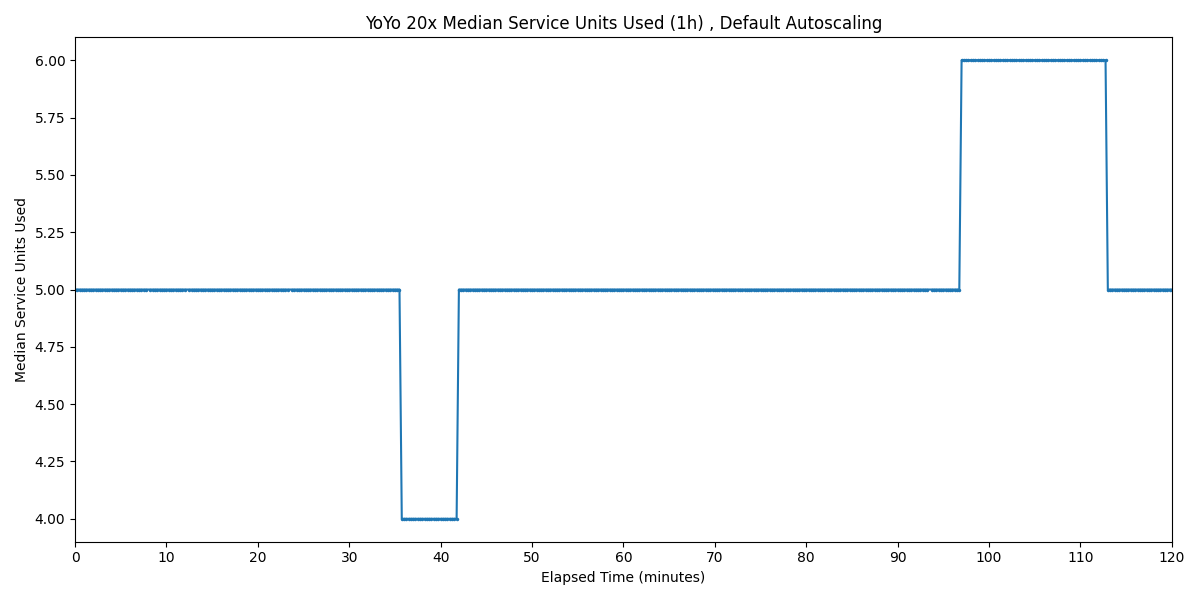 YoYo 20x Median Service Units Used (1h) , Default Autoscaling
6.00
5.75
5.50
5.25
5.00
4.75
4.50
4.25
4.00
Median Service Units Used
0 10 20 30 40 50 60 70 80 90 100 110 120
Elapsed Time (minutes)